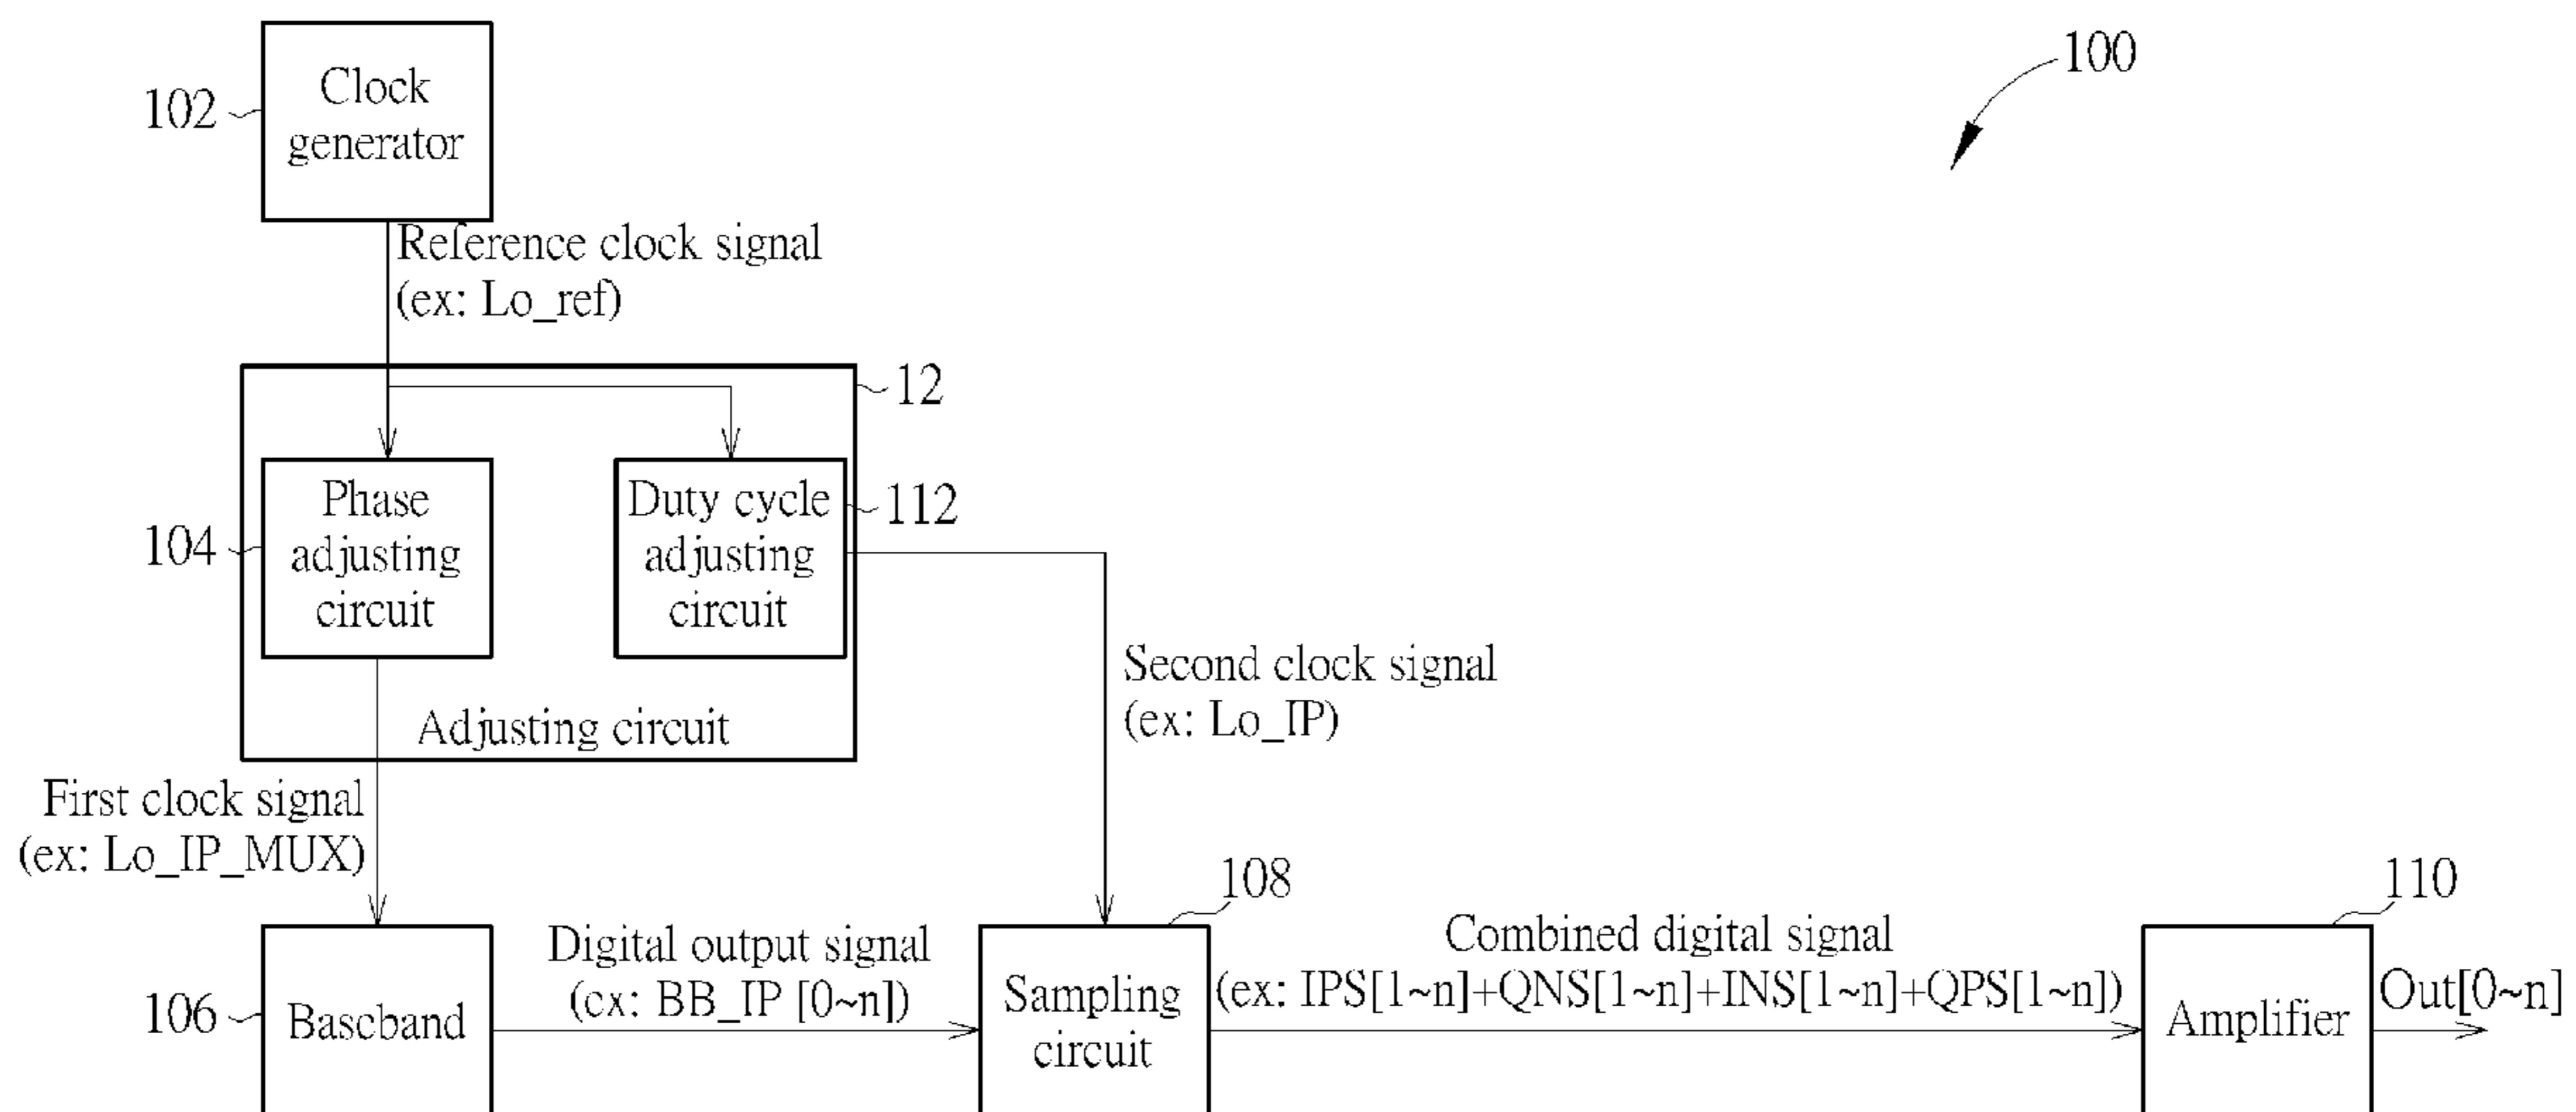 100
102
Clock
generator
Reference clock signal
(ex: Lo_ref)
12
104
Phase
adjusting
circuit
Duty cycle
adjusting
circuit
112
Adjusting circuit
Second clock signal
(ex: Lo_IP)
First clock signal
(ex: Lo_IP_MUX)
106
Baseband
Digital output signal
(ex: BB_IP [0~n])
108
Sampling
circuit
Combined digital signal
(ex: IPS[1~n]+QNS[1~n]+INS[1~n]+QPS[1~n])
110
Amplifier
Out[0~n]